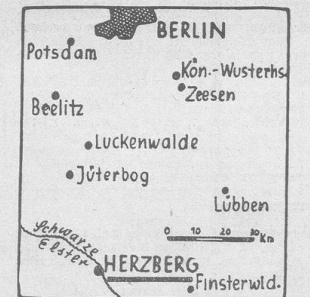 BERLIN
Potsdam
Kön.-Wusterhs.
Zeesen
Beelitz
Luckenwalde
Jüterbog
Lübben
0 10 20 30 Km
Schwarze
Elster
HERZBERG
Finsterwld.